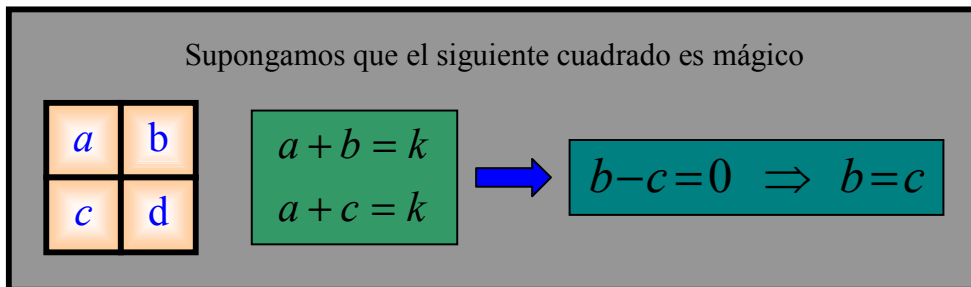 Supongamos que el siguiente cuadrado es mágico
a b
c d
a + b = k
a + c = k
b − c = 0 ⇒ b = c